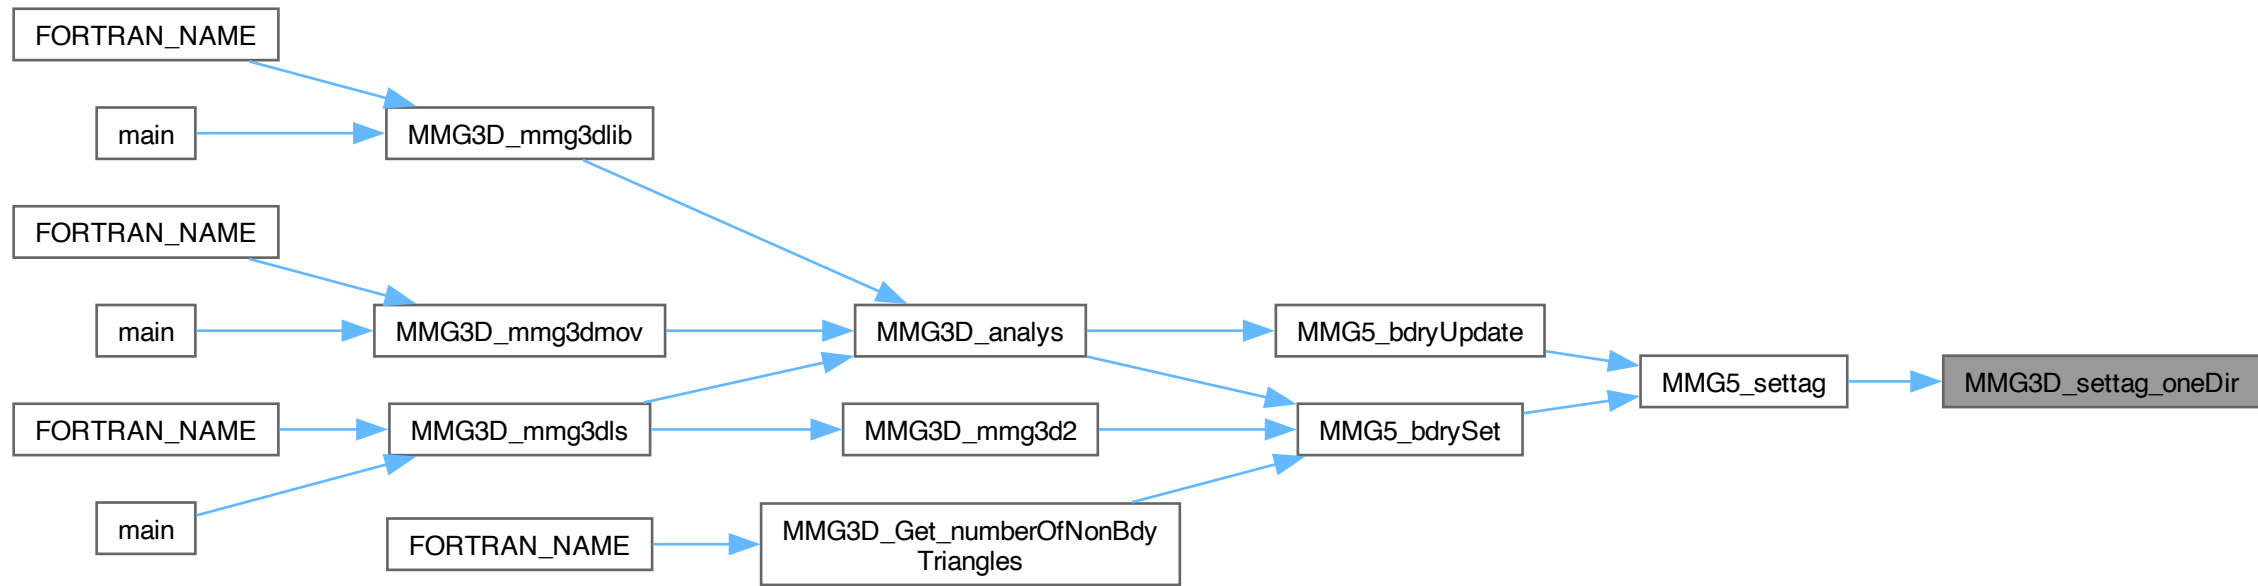 FORTRAN_NAME
main
MMG3D_mmg3dlib
FORTRAN_NAME
main
MMG3D_mmg3dmov
MMG3D_analys
MMG5_bdryUpdate
MMG5_settag
MMG3D_settag_oneDir
FORTRAN_NAME
MMG3D_mmg3dls
MMG3D_mmg3d2
MMG5_bdrySet
main
FORTRAN_NAME
MMG3D_Get_numberOfNonBdy
Triangles